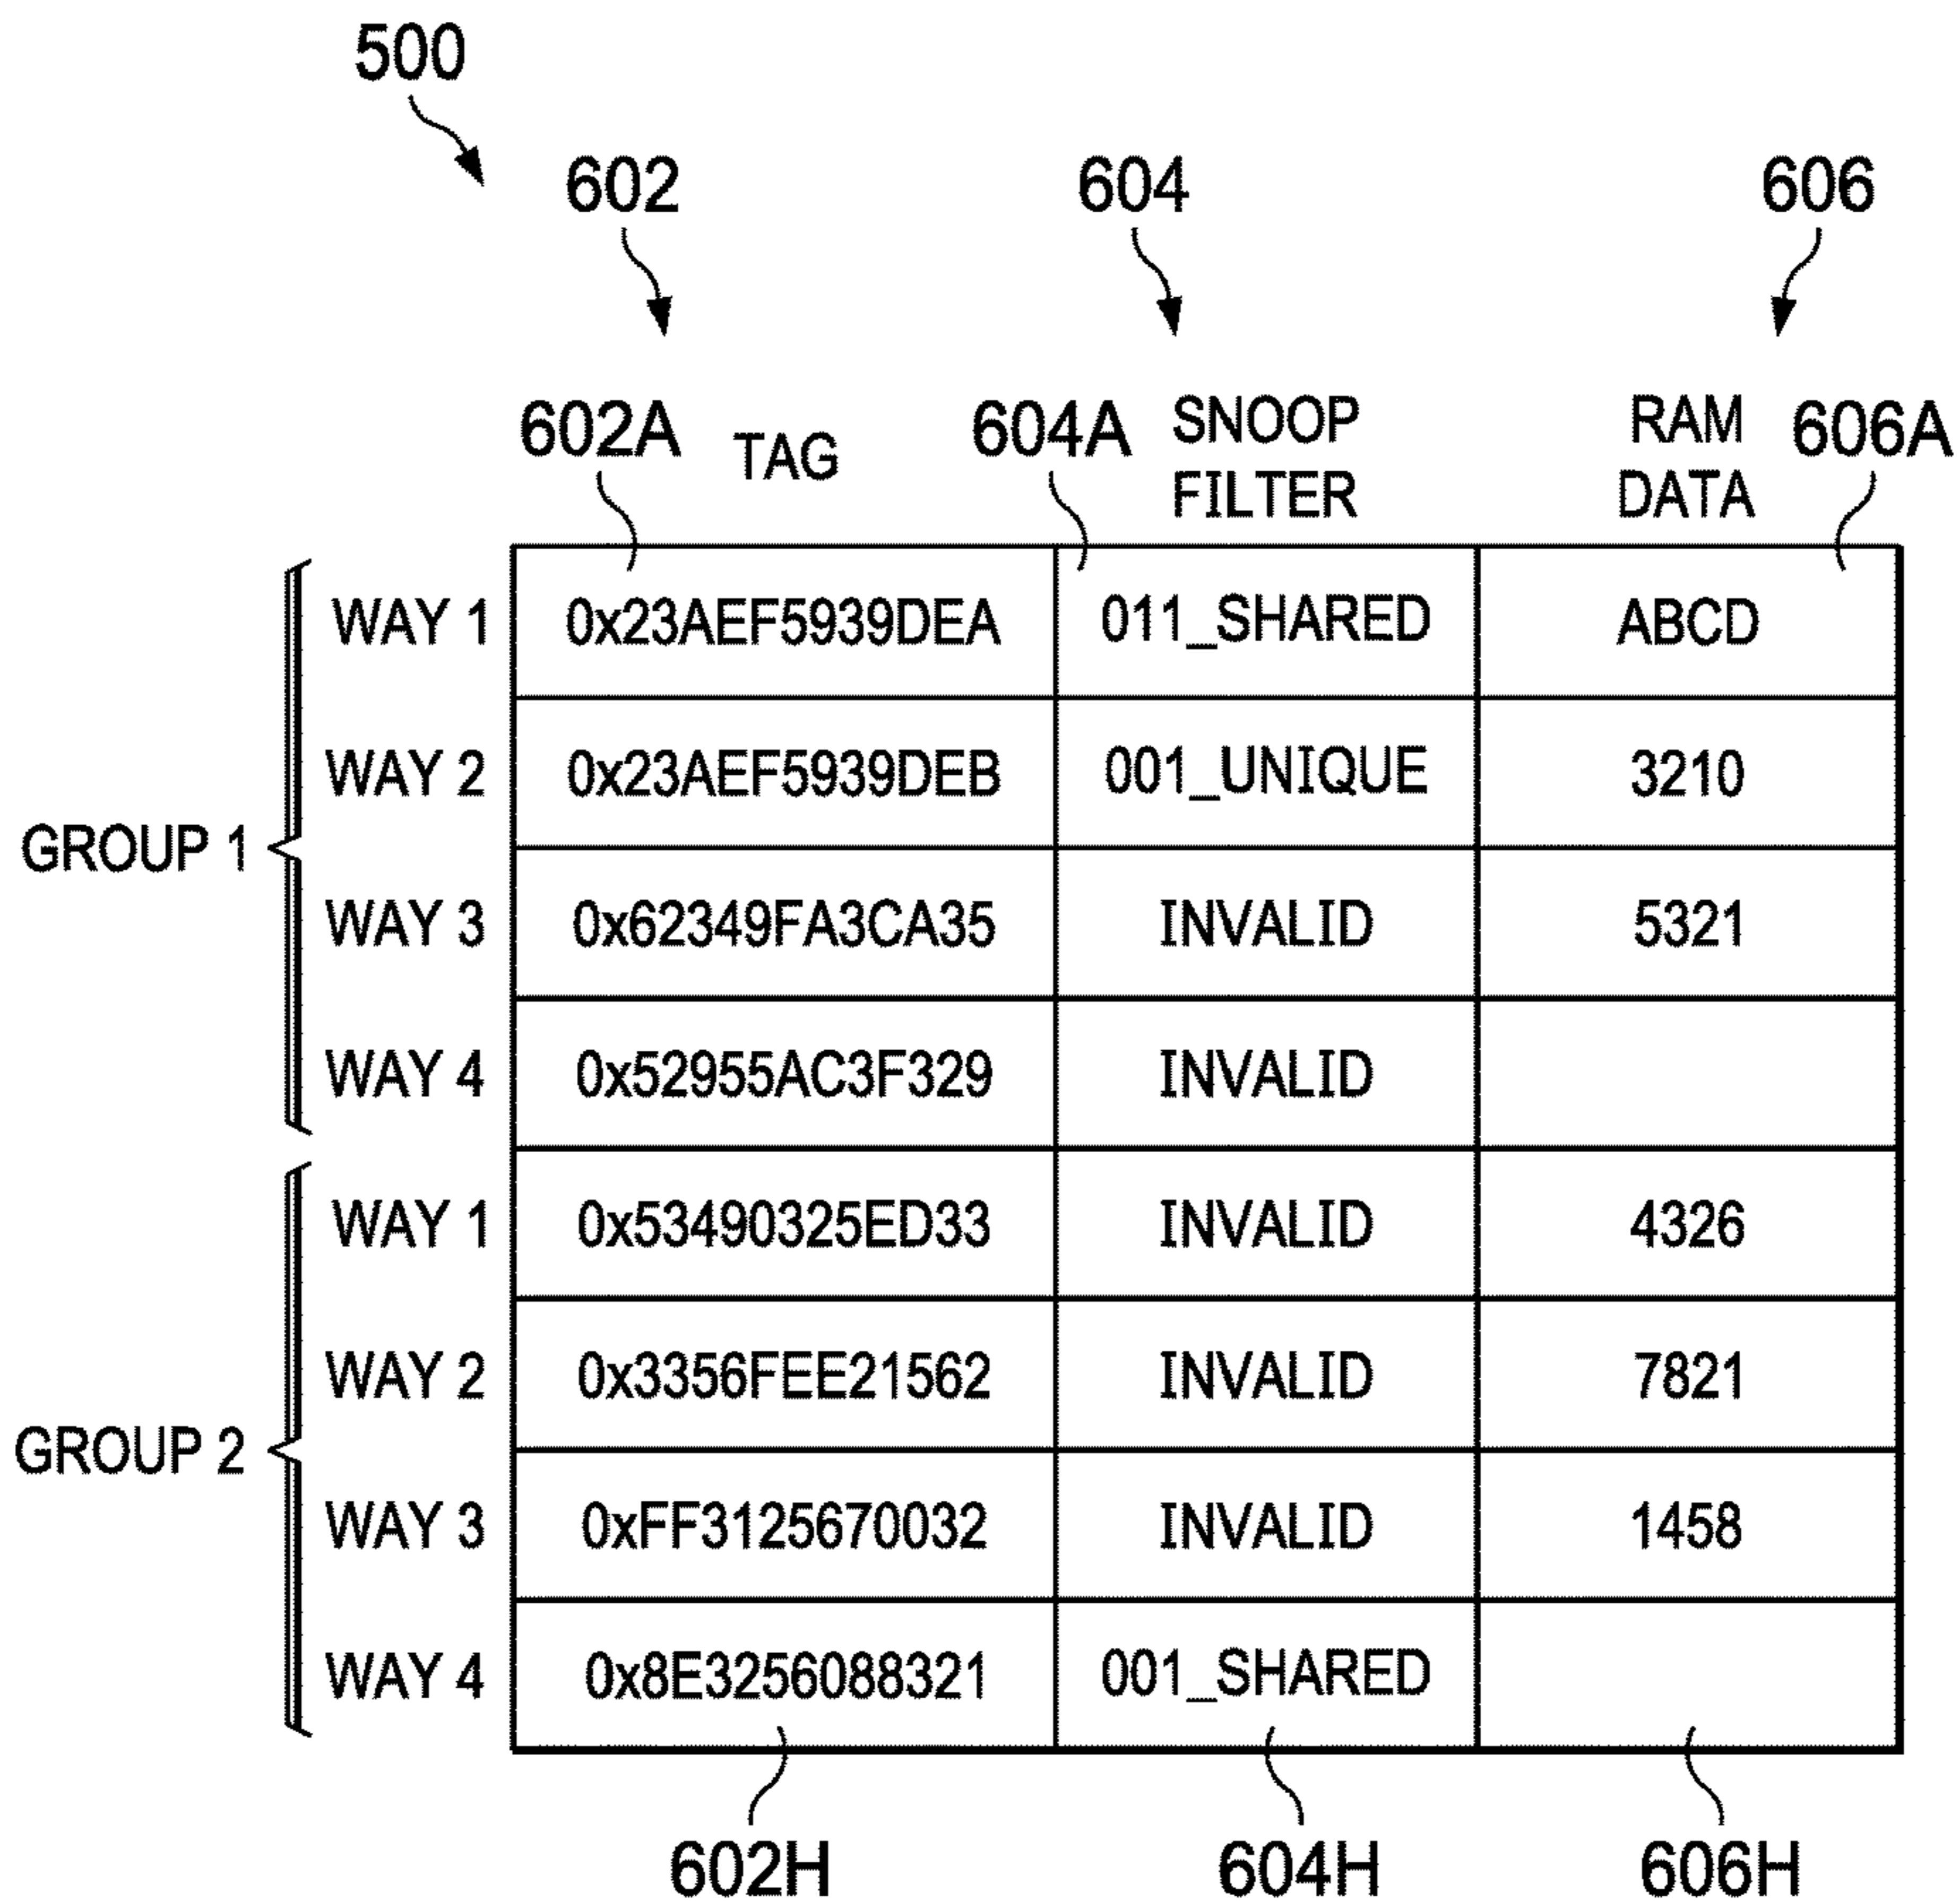 500
602 604 606
602A TAG 604A SNOOP FILTER RAM DATA 606A
WAY 1 0x23AEF5939DEA 011_SHARED ABCD
WAY 2 0x23AEF5939DEB 001_UNIQUE 3210
GROUP 1
WAY 3 0x62349FA3CA35 INVALID 5321
WAY 4 0x52955AC3F329 INVALID
WAY 1 0x53490325ED33 INVALID 4326
WAY 2 0x3356FEE21562 INVALID 7821
GROUP 2
WAY 3 0xFF3125670032 INVALID 1458
WAY 4 0x8E3256088321 001_SHARED
602H 604H 606H